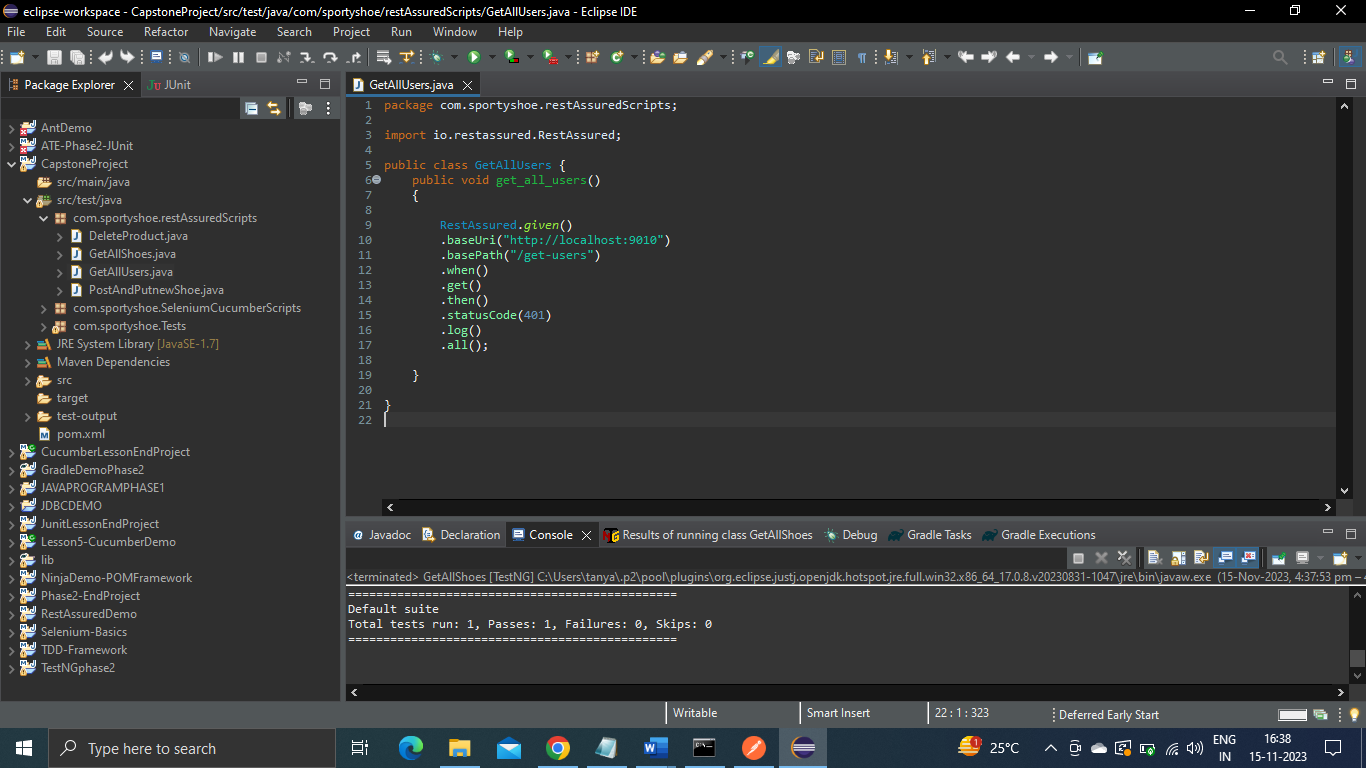 eclipse-workspace - CapstoneProject/src/test/java/com/sportyshoe/restAssuredScripts/GetAllUsers.java - Eclipse IDE
File Edit Source Refactor Navigate Search Project Run Window Help
Package Explorer
JUnit
AntDemo
ATE-Phase2-JUnit
CapstoneProject
src/main/java
src/test/java
com.sportyshoe.restAssuredScripts
DeleteProduct.java
GetAllShoes.java
GetAllUsers.java
PostAndPutnewShoe.java
com.sportyshoe.SeleniumCucumberScripts
com.sportyshoe.Tests
JRE System Library [JavaSE-1.7]
Maven Dependencies
src
target
test-output
pom.xml
CucumberLessonEndProject
GradleDemoPhase2
JAVAPROGRAMPHASE1
JDBCDEMO
JunitLessonEndProject
Lesson5-CucumberDemo
lib
NinjaDemo-POMFramework
Phase2-EndProject
RestAssuredDemo
Selenium-Basics
TDD-Framework
TestNGphase2
GetAllUsers.java
1 package com.sportyshoe.restAssuredScripts;
2
3 import io.restassured.RestAssured;
4
5 public class GetAllUsers {
6 public void get_all_users()
7 {
8
9 RestAssured.given()
10 .baseUri("http://localhost:9010")
11 .basePath("/get-users")
12 .when()
13 .get()
14 .then()
15 .statusCode(401)
16 .log()
17 .all();
18
19 }
20
21 }
22
Javadoc Declaration Console Results of running class GetAllShoes Debug Gradle Tasks Gradle Executions
<terminated> GetAllShoes [TestNG] C:\Users\tanya\.p2\pool\plugins\org.eclipse.justj.openjdk.hotspot.jre.full.win32.x86_64_17.0.8.v20230831-1047\jre\bin\javaw.exe (15-Nov-2023, 4:37:53 pm –
===============================================
Default suite
Total tests run: 1, Passes: 1, Failures: 0, Skips: 0
===============================================
Writable Smart Insert 22 : 1 : 323 Deferred Early Start
Type here to search
25°C
ENG
IN
16:38
15-11-2023